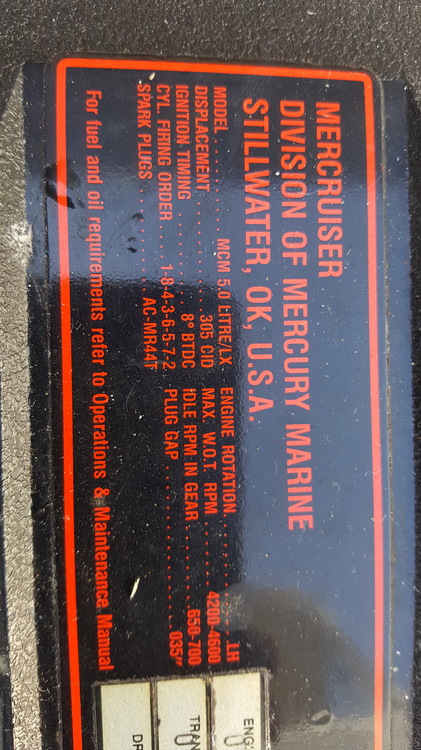 MERCRUISER
DIVISION OF MERCURY MARINE
STILLWATER, OK, U.S.A.
MODEL . . . . . . . . . . . MCM 5.0 LITRE/LX ENGINE ROTATION . . . . . . . . . . LH
DISPLACEMENT . . . . . . . . . . . . 305 CID MAX. W.O.T. RPM . . . . . . 4200-4600
IGNITION TIMING . . . . . . . . . . 8° BTDC IDLE RPM IN GEAR . . . . . . . 650-700
CYL. FIRING ORDER . . . 1-8-4-3-6-5-7-2 PLUG GAP . . . . . . . . . . . . . . .035"
SPARK PLUGS . . . . . . . . . . . AC-MR44T
For fuel and oil requirements refer to Operations & Maintenance Manual
ENG
TRAN
DR